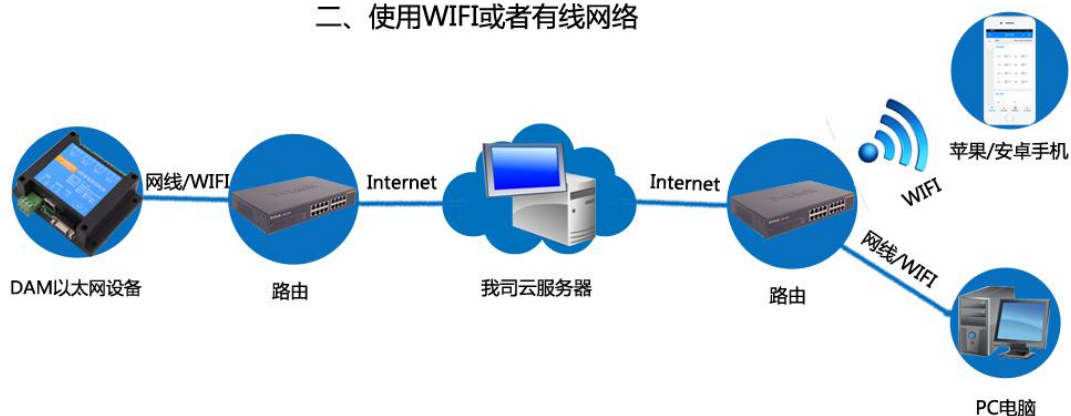 二、使用WIFI或者有线网络
苹果/安卓手机
网线/WIFI
Internet
Internet
WIFI
网线/WIFI
DAM以太网设备
路由
我司云服务器
路由
PC电脑